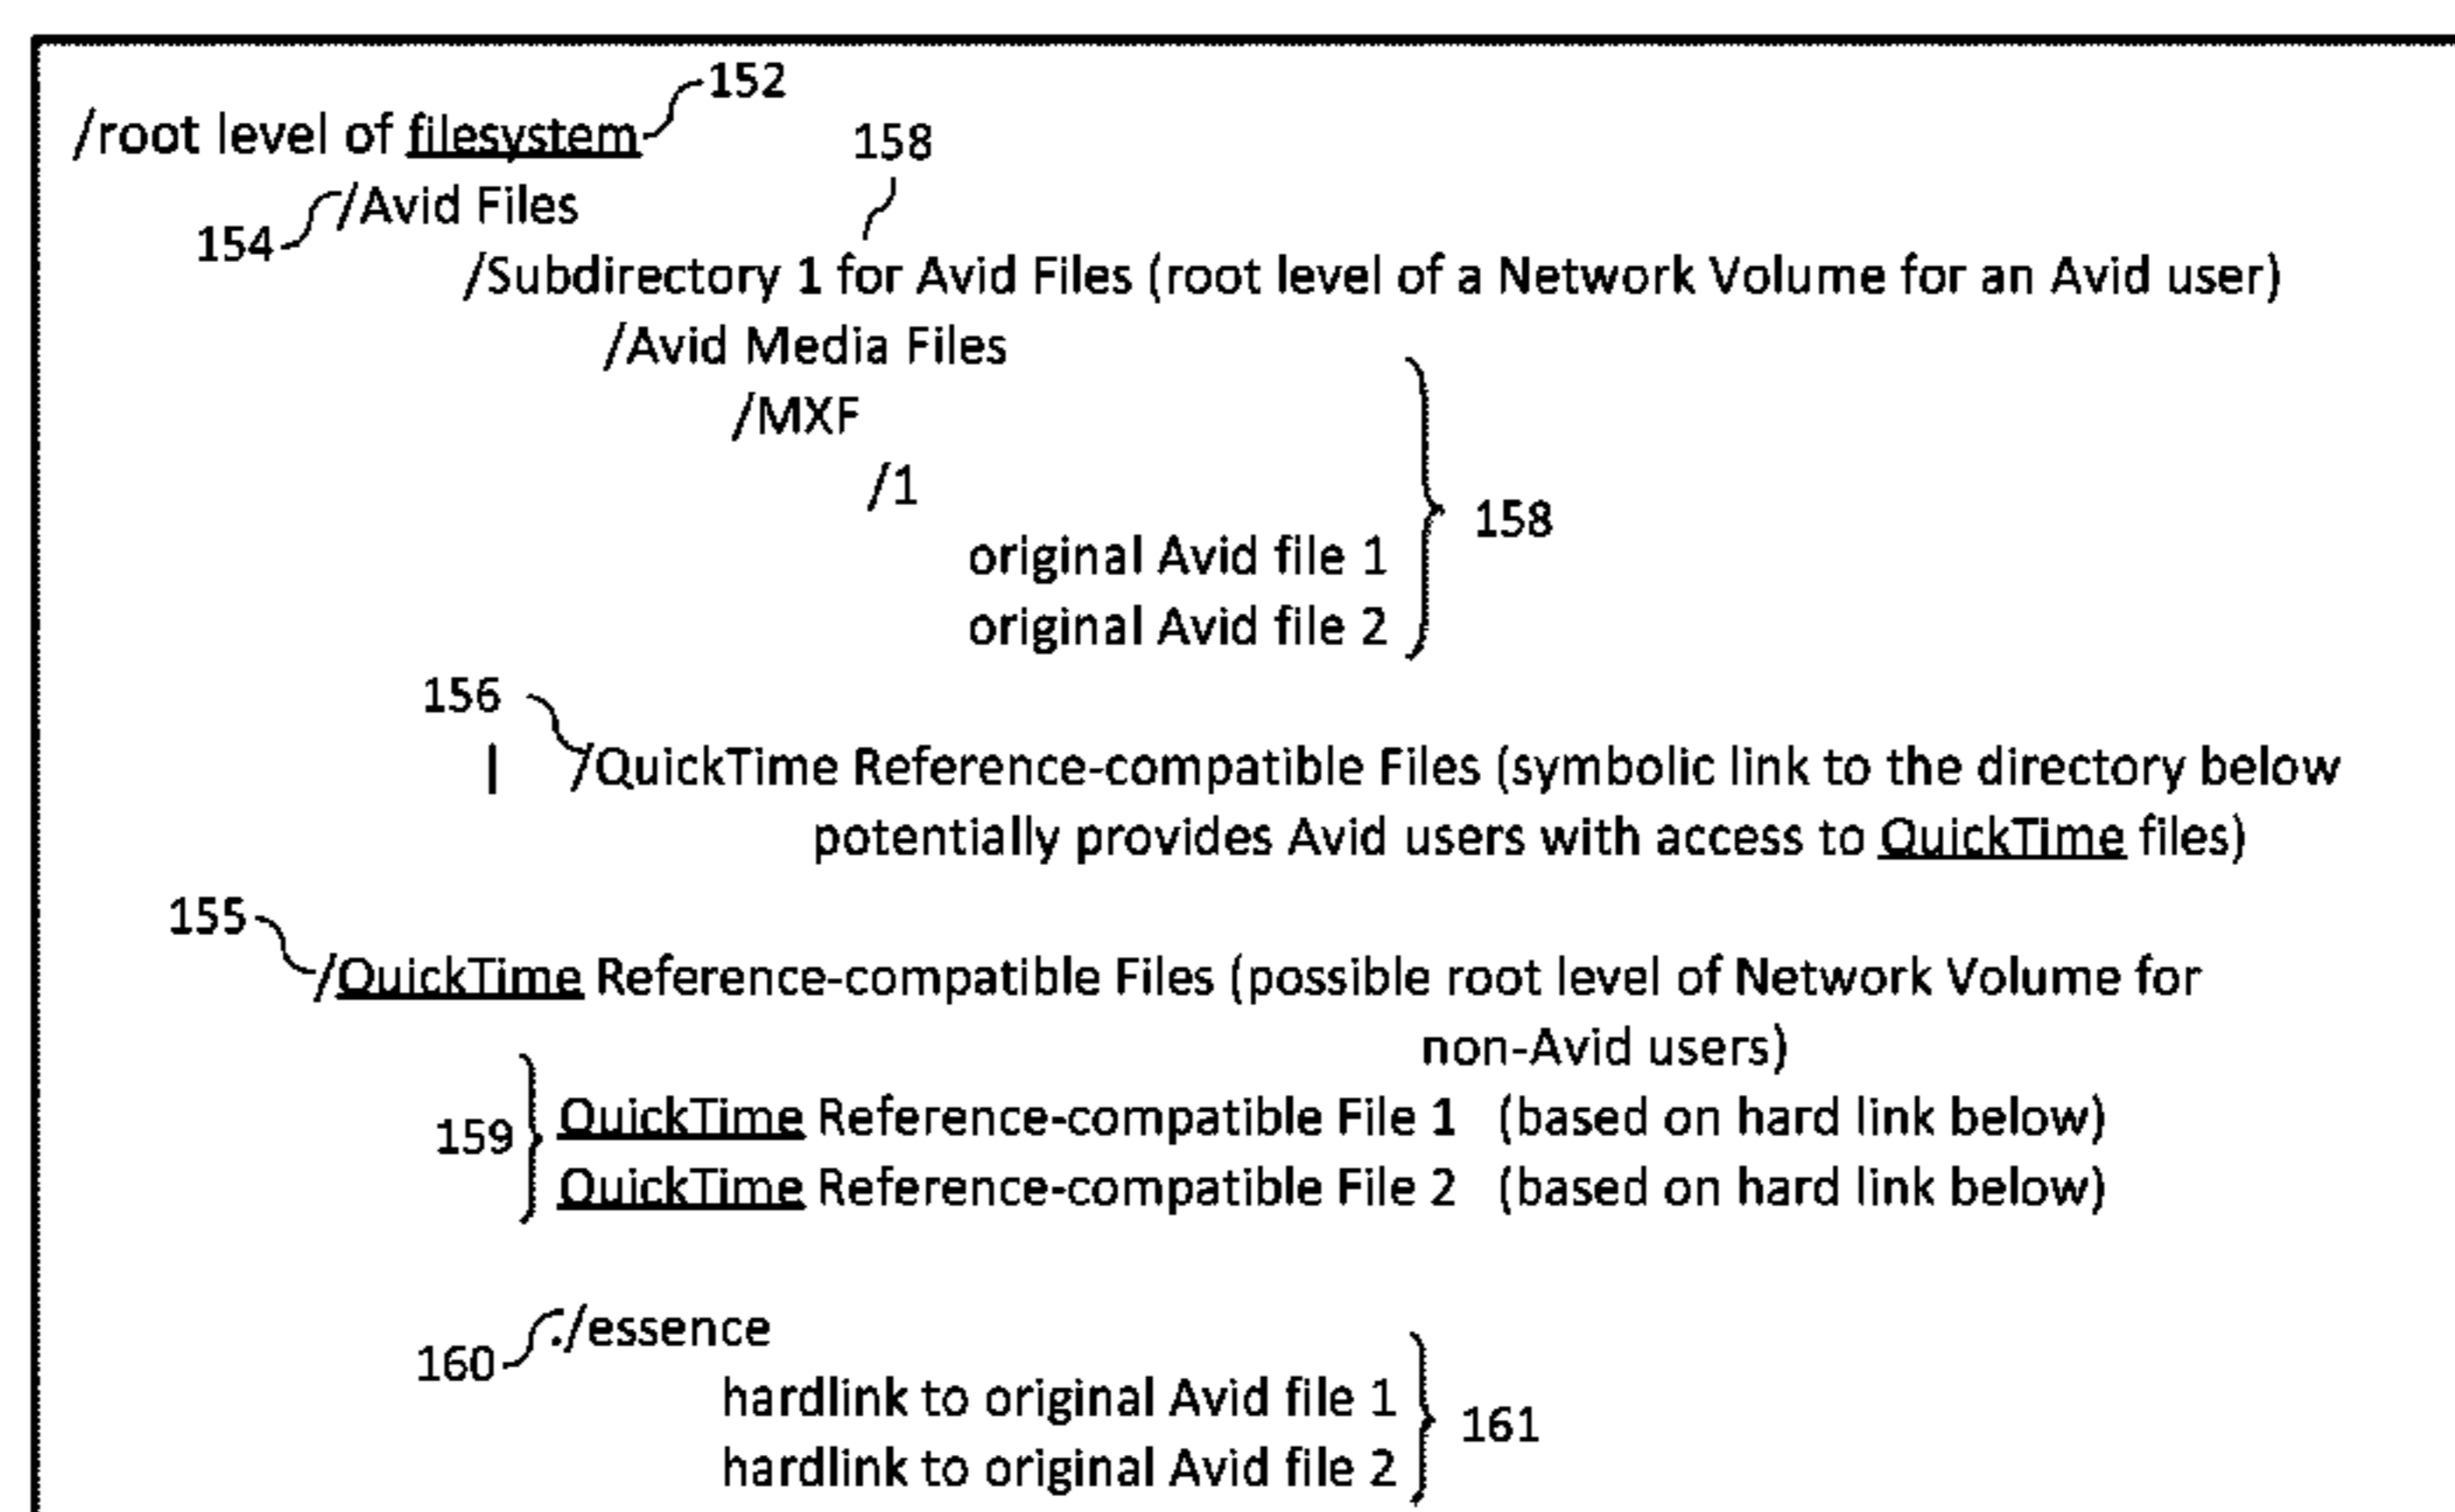 152
/root level of filesystem
158
/Avid Files
154
/Subdirectory 1 for Avid Files (root level of a Network Volume for an Avid user)
/Avid Media Files
/MXF
/1
158
original Avid file 1
original Avid file 2
156
| /QuickTime Reference-compatible Files (symbolic link to the directory below
potentially provides Avid users with access to QuickTime files)
155
/QuickTime Reference-compatible Files (possible root level of Network Volume for
non-Avid users)
159
QuickTime Reference-compatible File 1 (based on hard link below)
QuickTime Reference-compatible File 2 (based on hard link below)
./essence
160
hardlink to original Avid file 1
161
hardlink to original Avid file 2